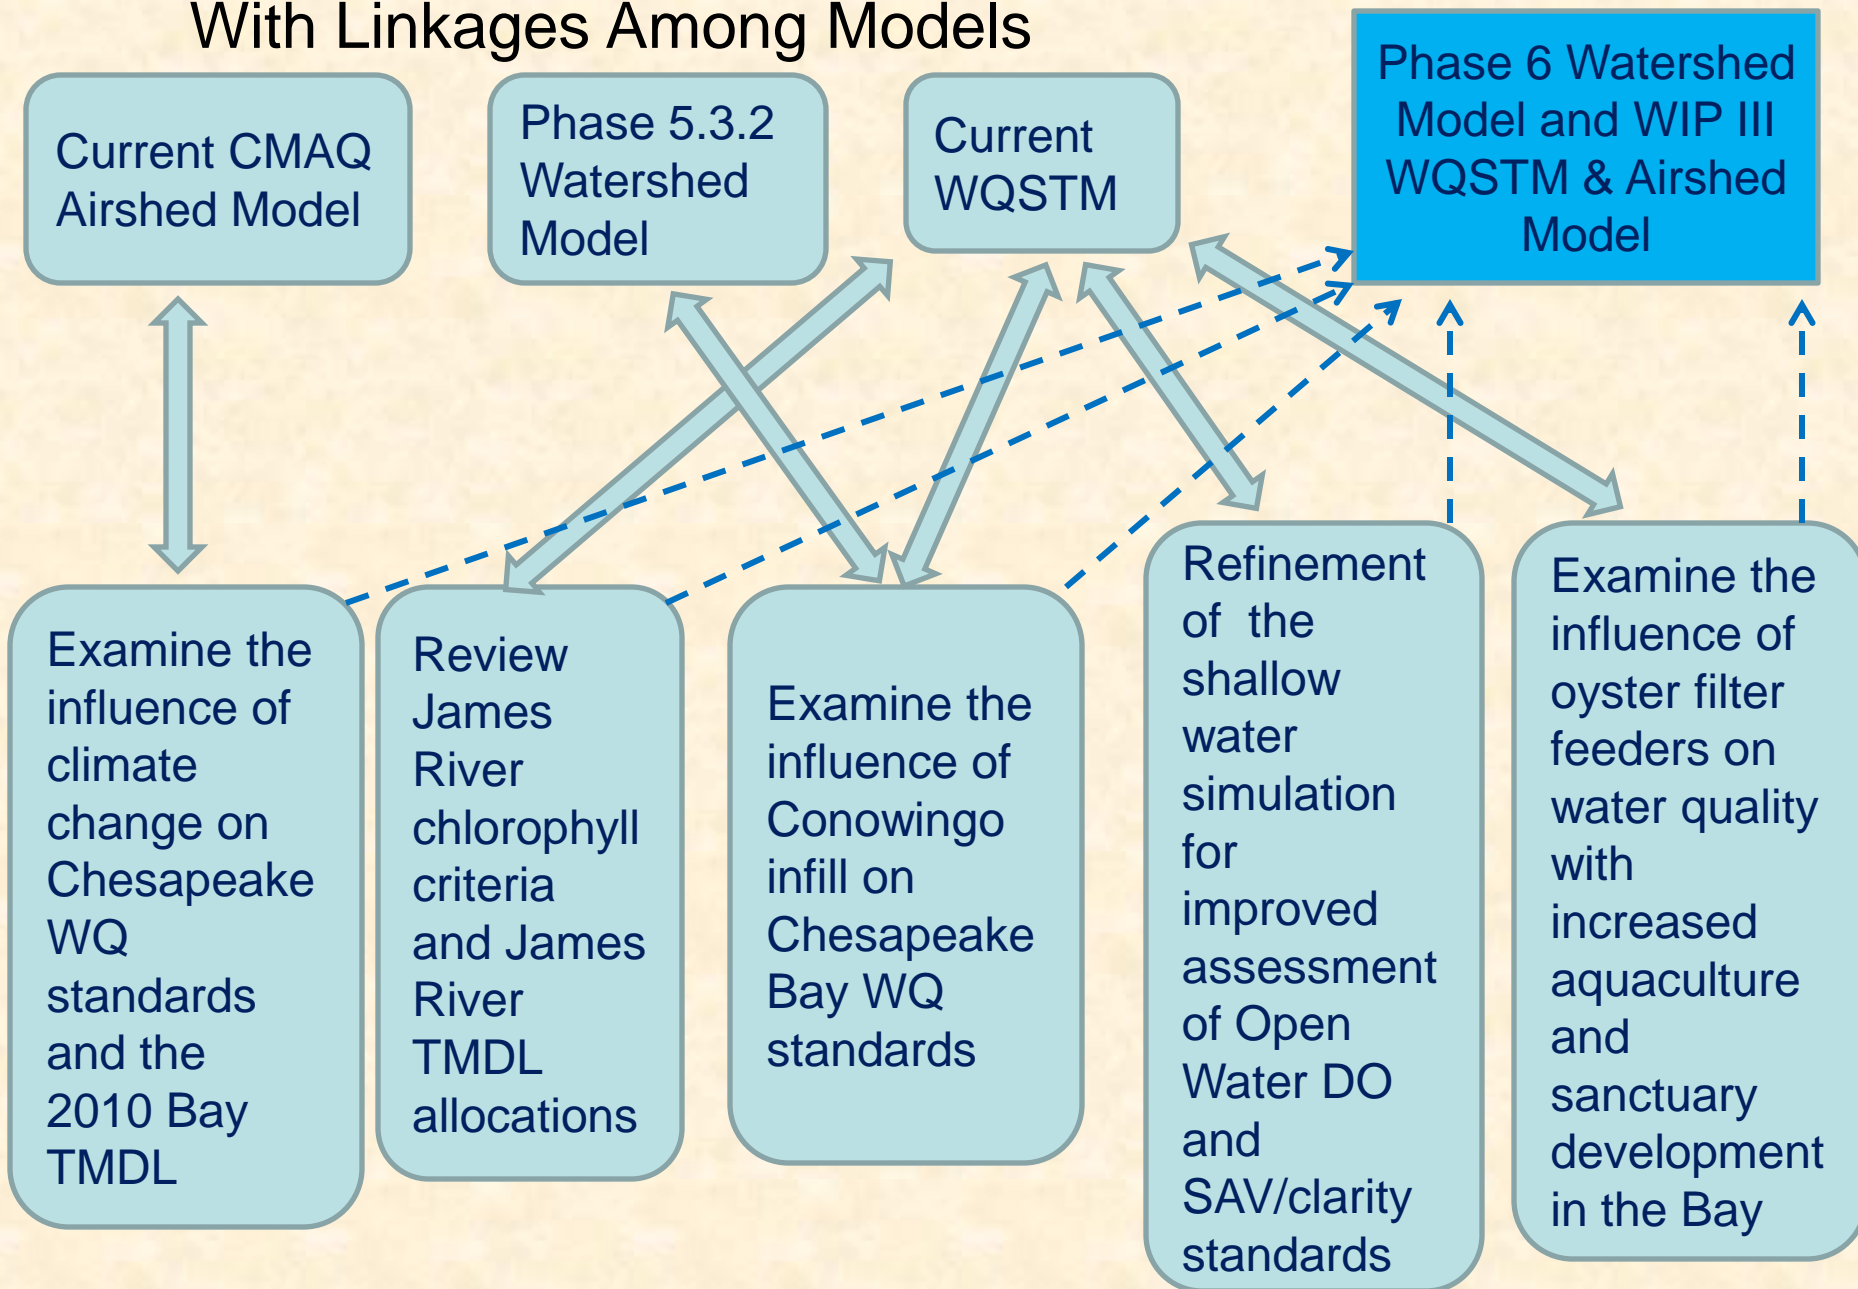 With Linkages Among Models
Current CMAQ
Airshed Model
Phase 5.3.2
Watershed
Model
Current
WQSTM
Phase 6 Watershed
Model and WIP III
WQSTM & Airshed
Model
Examine the
influence of
climate
change on
Chesapeake
WQ
standards
and the
2010 Bay
TMDL
Review
James
River
chlorophyll
criteria
and James
River
TMDL
allocations
Examine the
influence of
Conowingo
infill on
Chesapeake
Bay WQ
standards
Refinement
of the
shallow
water
simulation
for
improved
assessment
of Open
Water DO
and
SAV/clarity
standards
Examine the
influence of
oyster filter
feeders on
water quality
with
increased
aquaculture
and
sanctuary
development
in the Bay